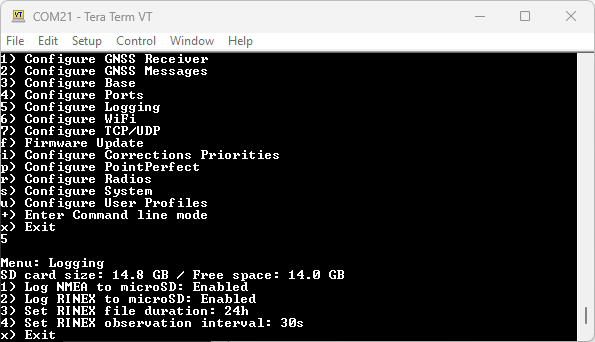 COM21 - Tera Term VT
File Edit Setup Control Window Help
1) Configure GNSS Receiver
2) Configure GNSS Messages
3) Configure Base
4) Configure Ports
5) Configure Logging
6) Configure WiFi
7) Configure TCP/UDP
f) Firmware Update
i) Configure Corrections Priorities
p) Configure PointPerfect
r) Configure Radios
s) Configure System
u) Configure User Profiles
+) Enter Command line mode
x) Exit
5
Menu: Logging
SD card size: 14.8 GB / Free space: 14.0 GB
1) Log NMEA to microSD: Enabled
2) Log RINEX to microSD: Enabled
3) Set RINEX file duration: 24h
4) Set RINEX observation interval: 30s
x) Exit